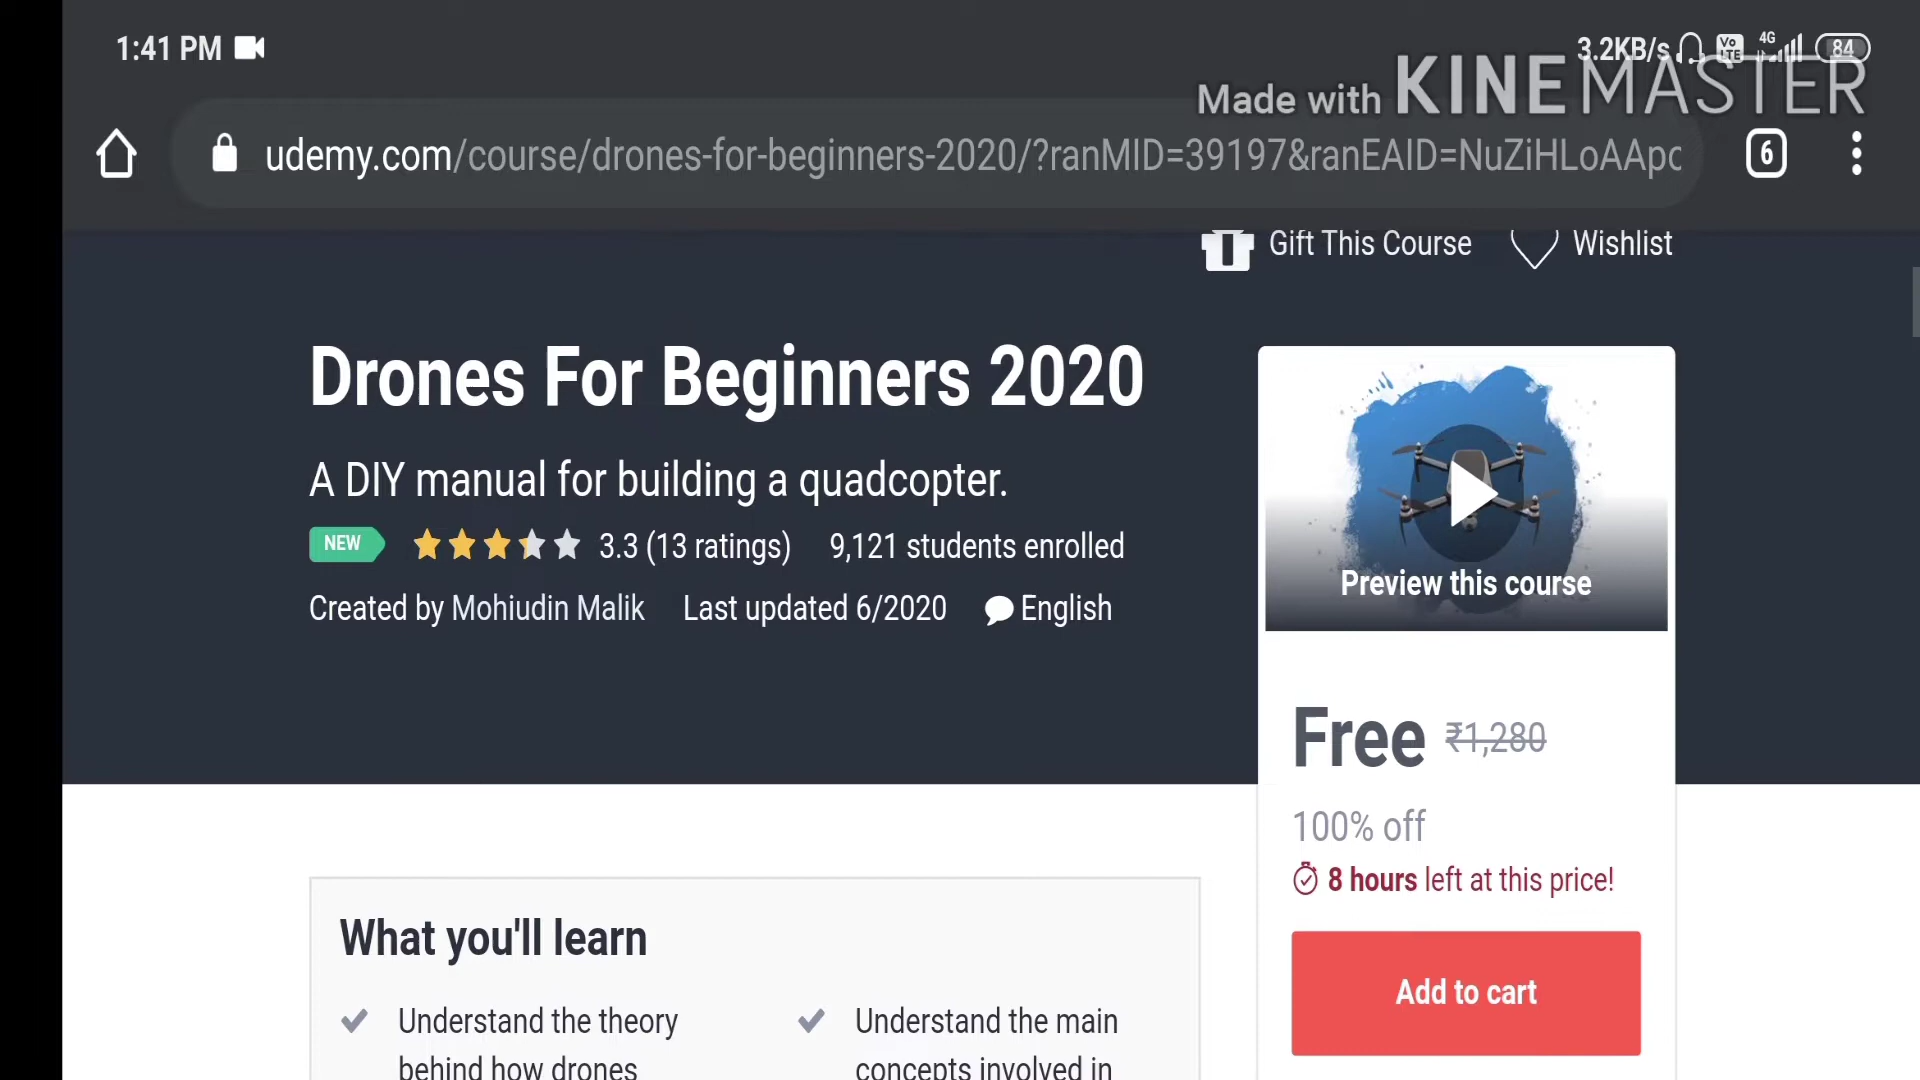 1:41 PM
3.2KB/s Vo LTE 4G 84
Made with KINEMASTER
udemy.com/course/drones-for-beginners-2020/?ranMID=39197&ranEAID=NuZiHLoAApc
6
Gift This Course Wishlist
Drones For Beginners 2020
A DIY manual for building a quadcopter.
NEW 3.3 (13 ratings) 9,121 students enrolled
Created by Mohiudin Malik Last updated 6/2020 English
Preview this course
Free ₹1,280
100% off
8 hours left at this price!
Add to cart
What you'll learn
Understand the theory
behind how drones
Understand the main
concepts involved in